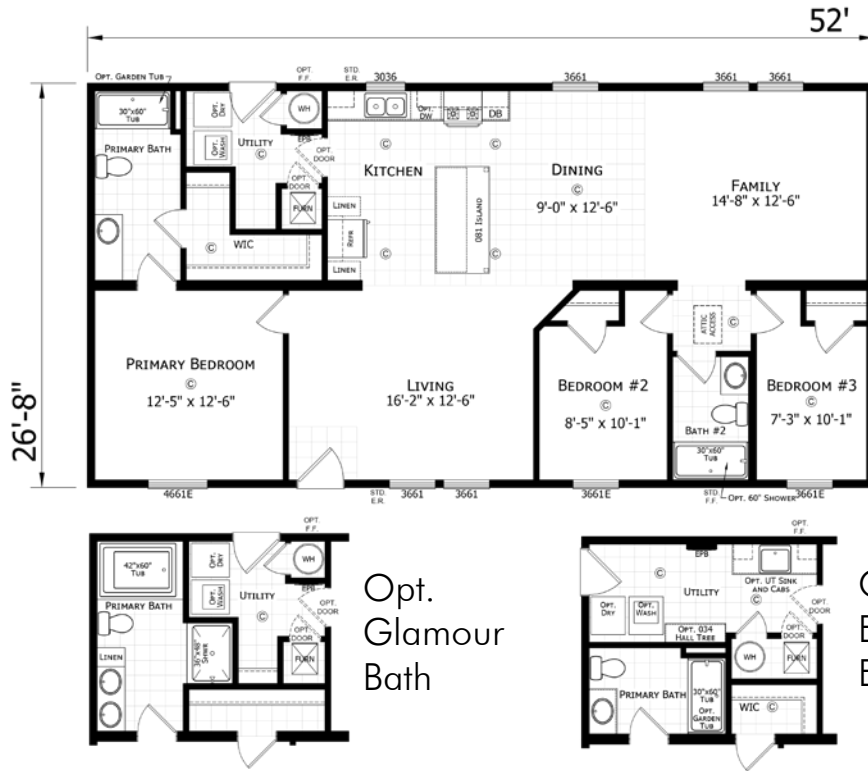 52'
26'-8"
Opt. Garden Tub
OPT. F.F.
STD. E.R.
3036
3661
3661
3661
30"x60" Tub
Opt. Dry
WH
Primary Bath
Opt. Wash
Utility
C
EPB
OPT. DOOR
OPT. DOOR
FURN
Opt. DW
DB
Kitchen
C
C
Dining
C
9'-0" x 12'-6"
Family
14'-8" x 12'-6"
081 Island
Linen
Refr
Linen
C
C
WIC
C
Primary Bedroom
C
12'-5" x 12'-6"
Living
16'-2" x 12'-6"
Attic Access
C
Bedroom #2
C
8'-5" x 10'-1"
Bedroom #3
C
7'-3" x 10'-1"
Bath #2
30"x60" Tub
4661E
STD. E.R.
3661
3661
3661E
STD. F.F.
Opt. 60" Shower
3661E
OPT. F.F.
42"x60" Tub
Opt. Dry
WH
Primary Bath
Opt. Wash
Utility
C
EPB
OPT. DOOR
OPT. DOOR
FURN
Linen
36"x48" Shwr
Opt.
Glamour
Bath
OPT. F.F.
EPB
C
Opt. UT Sink and Cabs
Utility
C
Opt. Dry
Opt. Wash
Opt. 034 Hall Tree
OPT. DOOR
OPT. DOOR
WH
FURN
Primary Bath
30"x60" Tub
Opt. Garden Tub
WIC
C